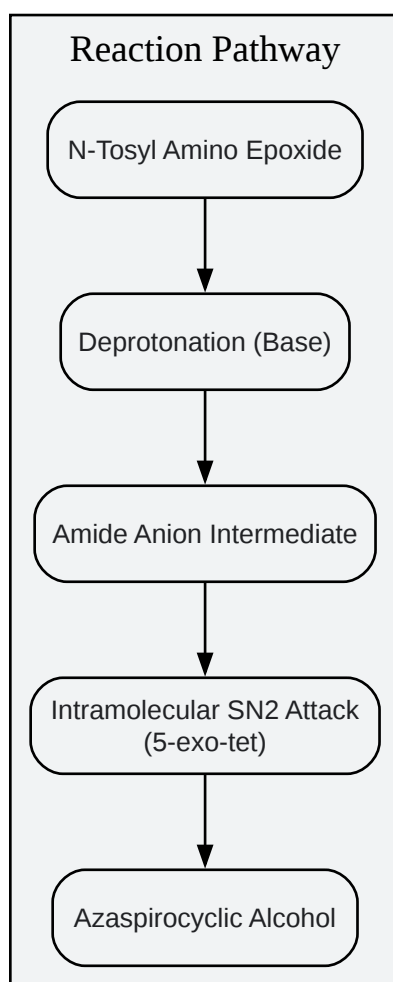 Reaction Pathway
N-Tosyl Amino Epoxide
Deprotonation (Base)
Amide Anion Intermediate
Intramolecular SN2 Attack
(5-exo-tet)
Azaspirocyclic Alcohol